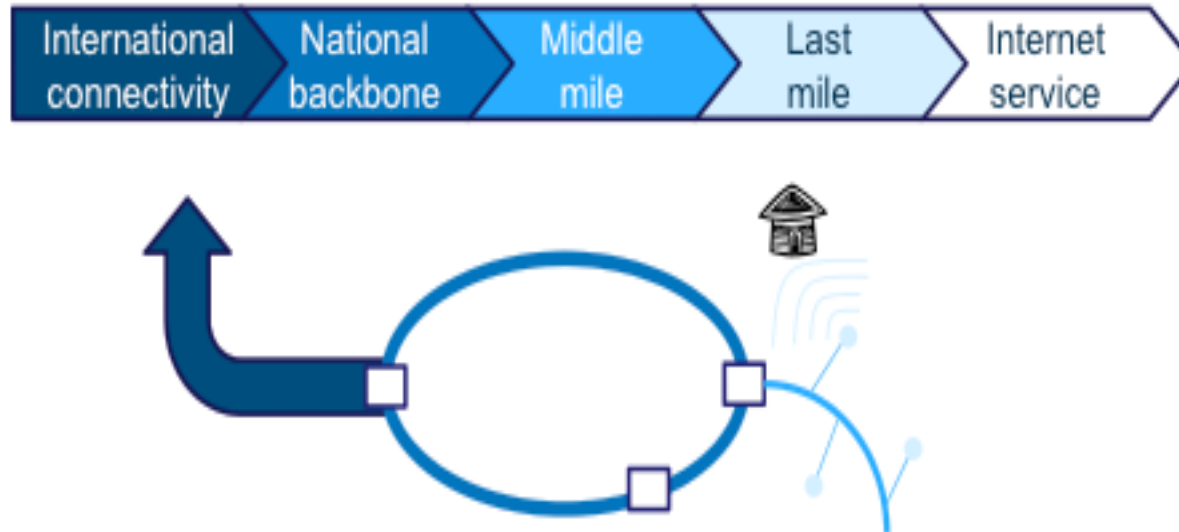 International connectivity
National backbone
Middle mile
Last mile
Internet service